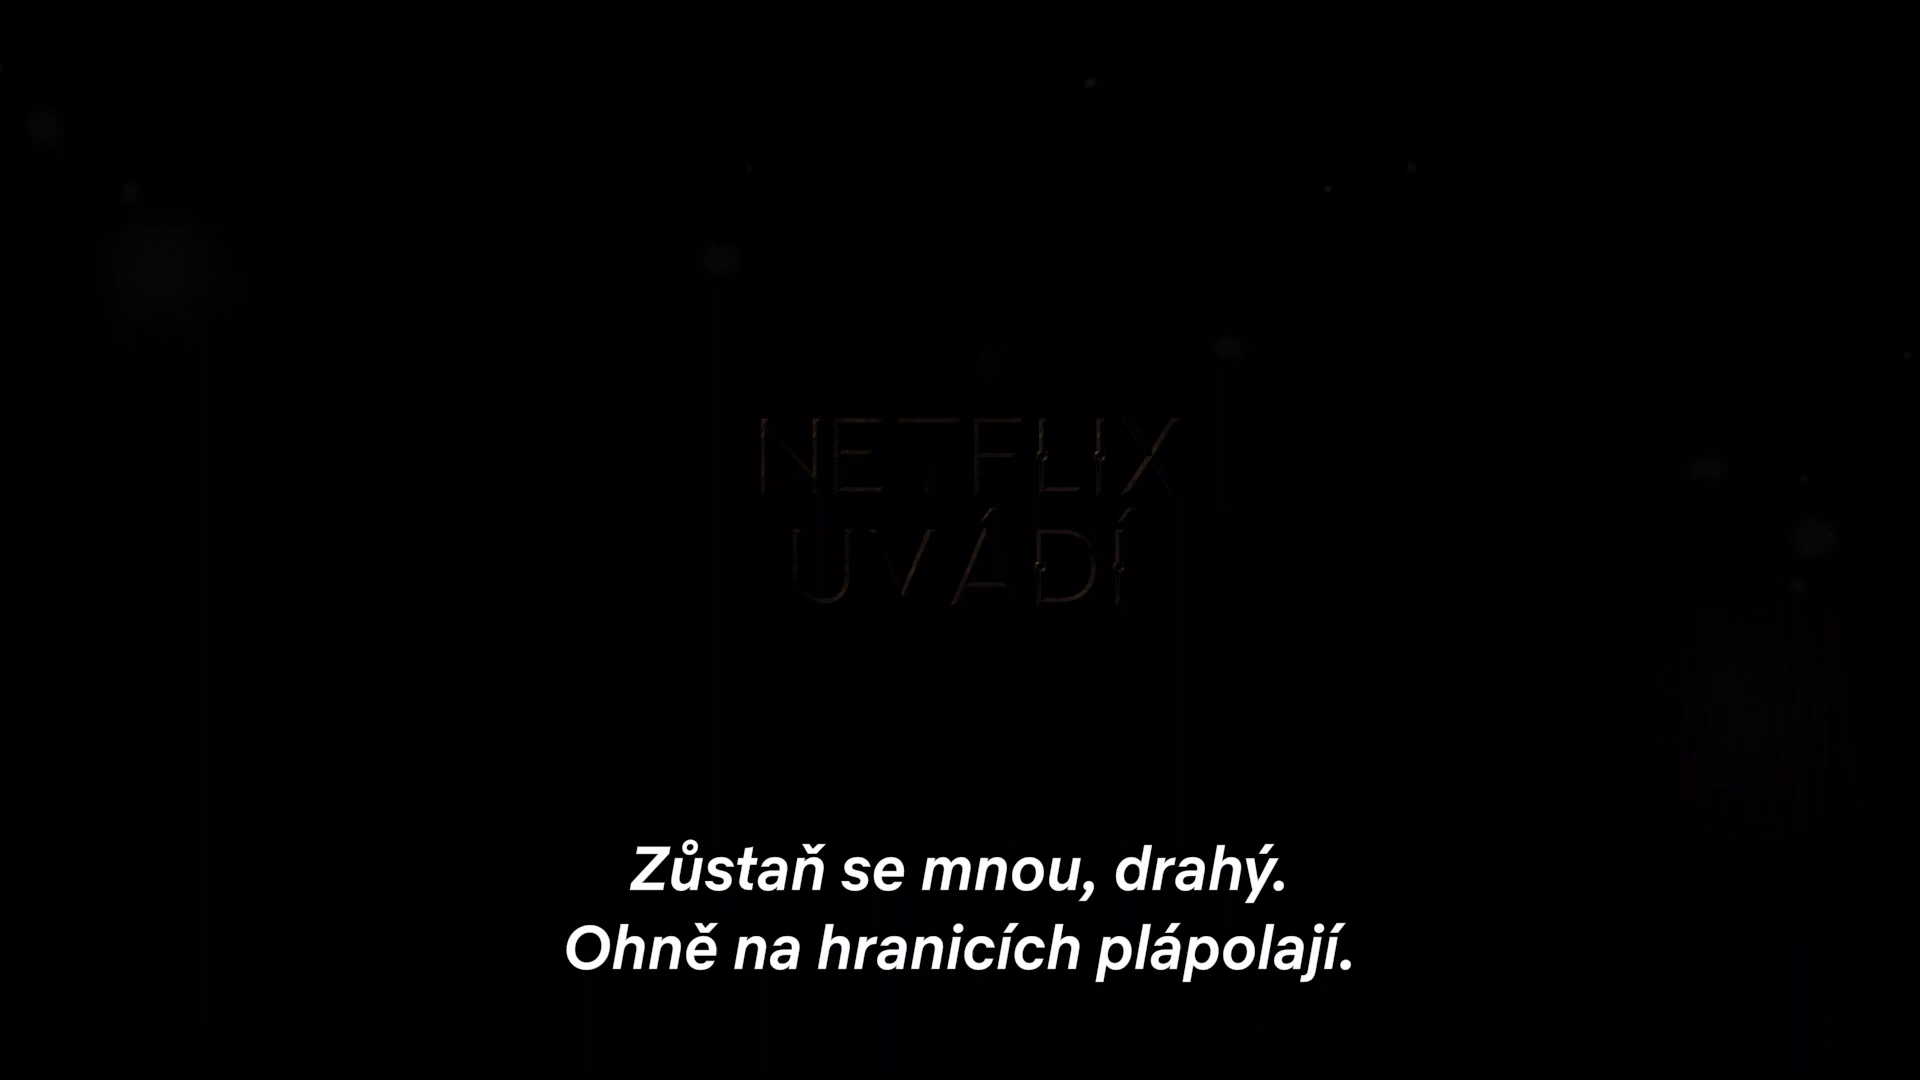 NETFLIX
UVÁDÍ
Zůstaň se mnou, drahý.
Ohně na hranicích plápolají.